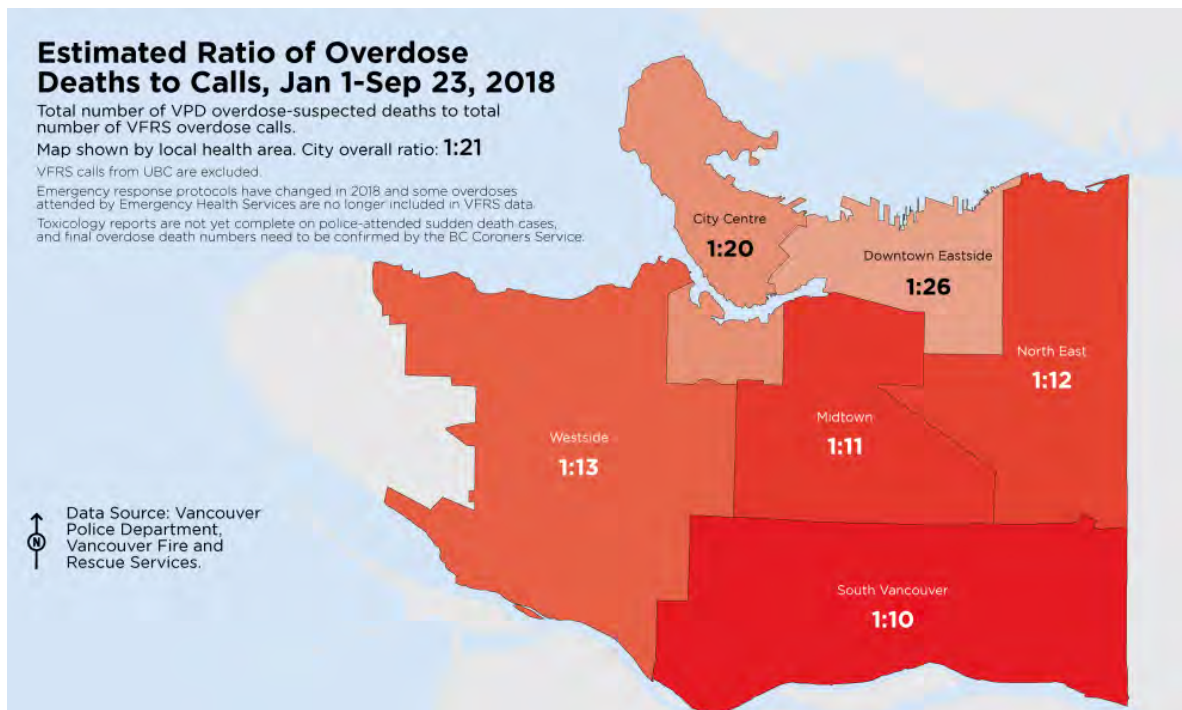 Estimated Ratio of Overdose
Deaths to Calls, Jan 1-Sep 23, 2018
Total number of VPD overdose-suspected deaths to total
number of VFRS overdose calls.
Map shown by local health area. City overall ratio: 1:21
VFRS calls from UBC are excluded.
Emergency response protocols have changed in 2018 and some overdoses
attended by Emergency Health Services are no longer included in VFRS data.
Toxicology reports are not yet complete on police-attended sudden death cases,
and final overdose death numbers need to be confirmed by the BC Coroners Service.
City Centre
1:20
Downtown Eastside
1:26
North East
1:12
Midtown
1:11
Westside
1:13
South Vancouver
1:10
N
Data Source: Vancouver
Police Department,
Vancouver Fire and
Rescue Services.